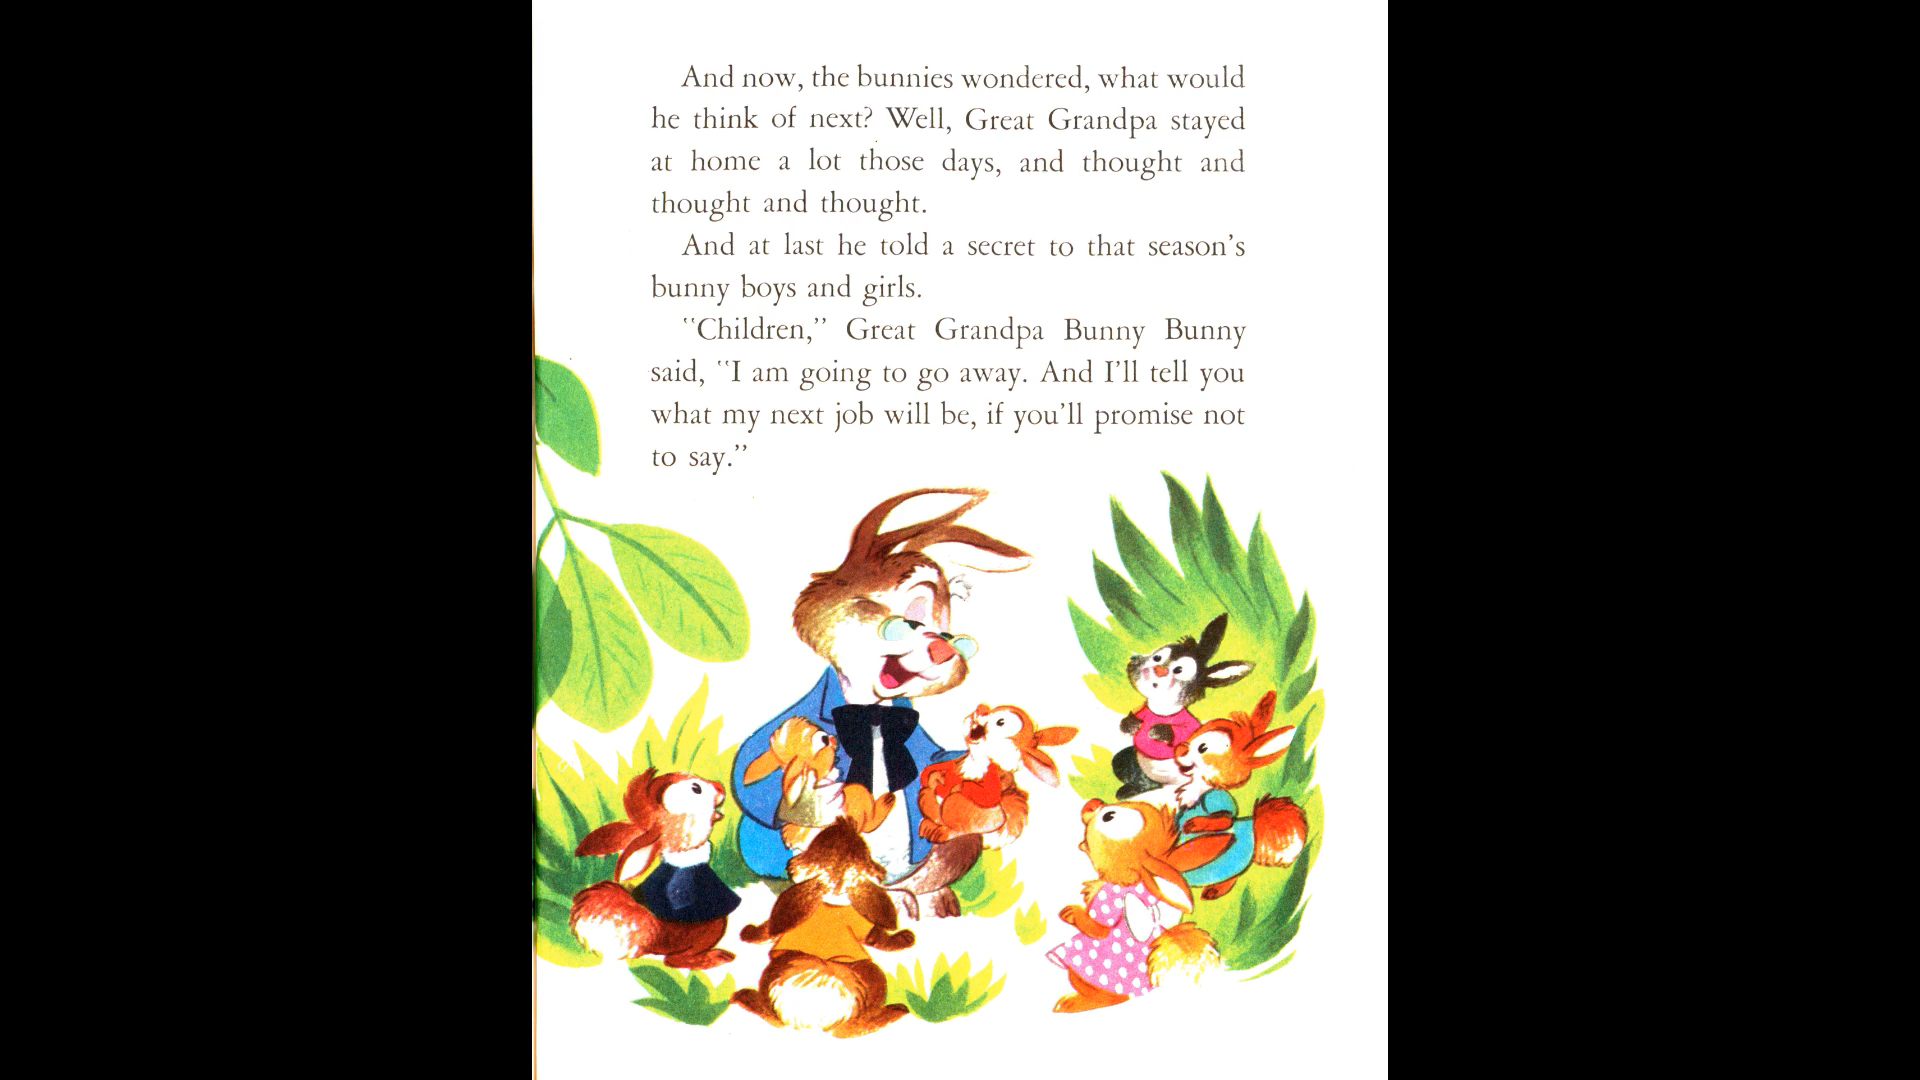 And now, the bunnies wondered, what would
he think of next? Well, Great Grandpa stayed
at home a lot those days, and thought and
thought and thought.
And at last he told a secret to that season's
bunny boys and girls.
"Children," Great Grandpa Bunny Bunny
said, "I am going to go away. And I'll tell you
what my next job will be, if you'll promise not
to say."